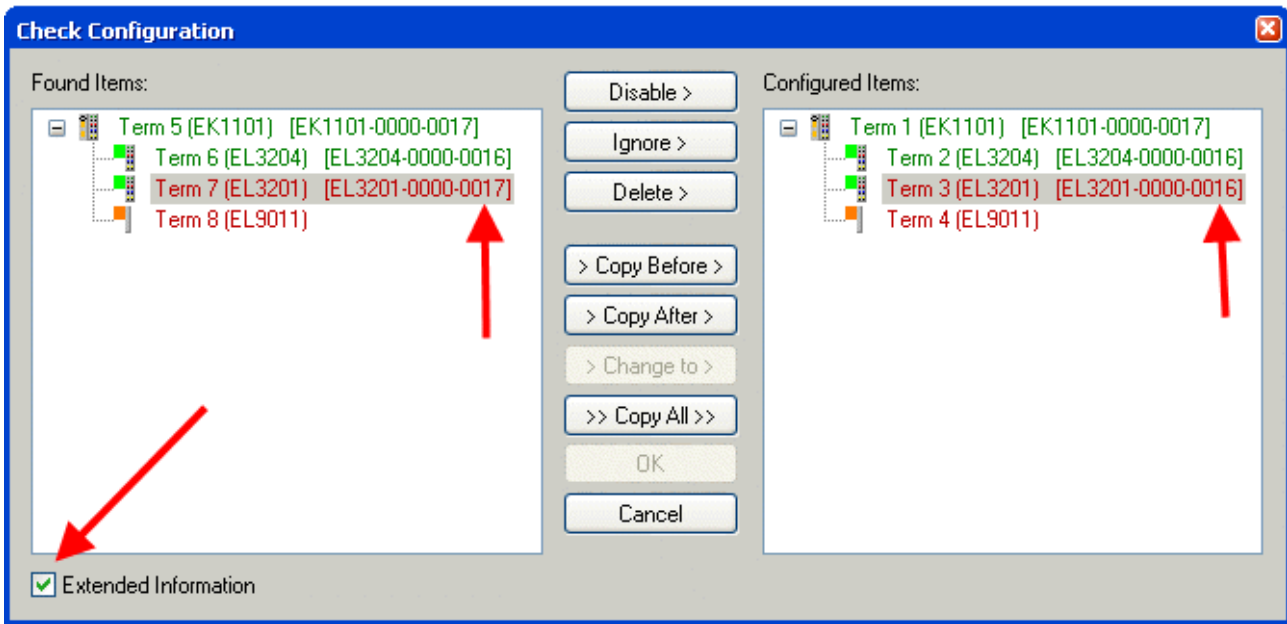 Check Configuration
Found Items:
Term 5 (EK1101) [EK1101-0000-0017]
Term 6 (EL3204) [EL3204-0000-0016]
Term 7 (EL3201) [EL3201-0000-0017]
Term 8 (EL9011)
Extended Information
Disable >
Ignore >
Delete >
> Copy Before >
> Copy After >
> Change to >
>> Copy All >>
OK
Cancel
Configured Items:
Term 1 (EK1101) [EK1101-0000-0017]
Term 2 (EL3204) [EL3204-0000-0016]
Term 3 (EL3201) [EL3201-0000-0016]
Term 4 (EL9011)